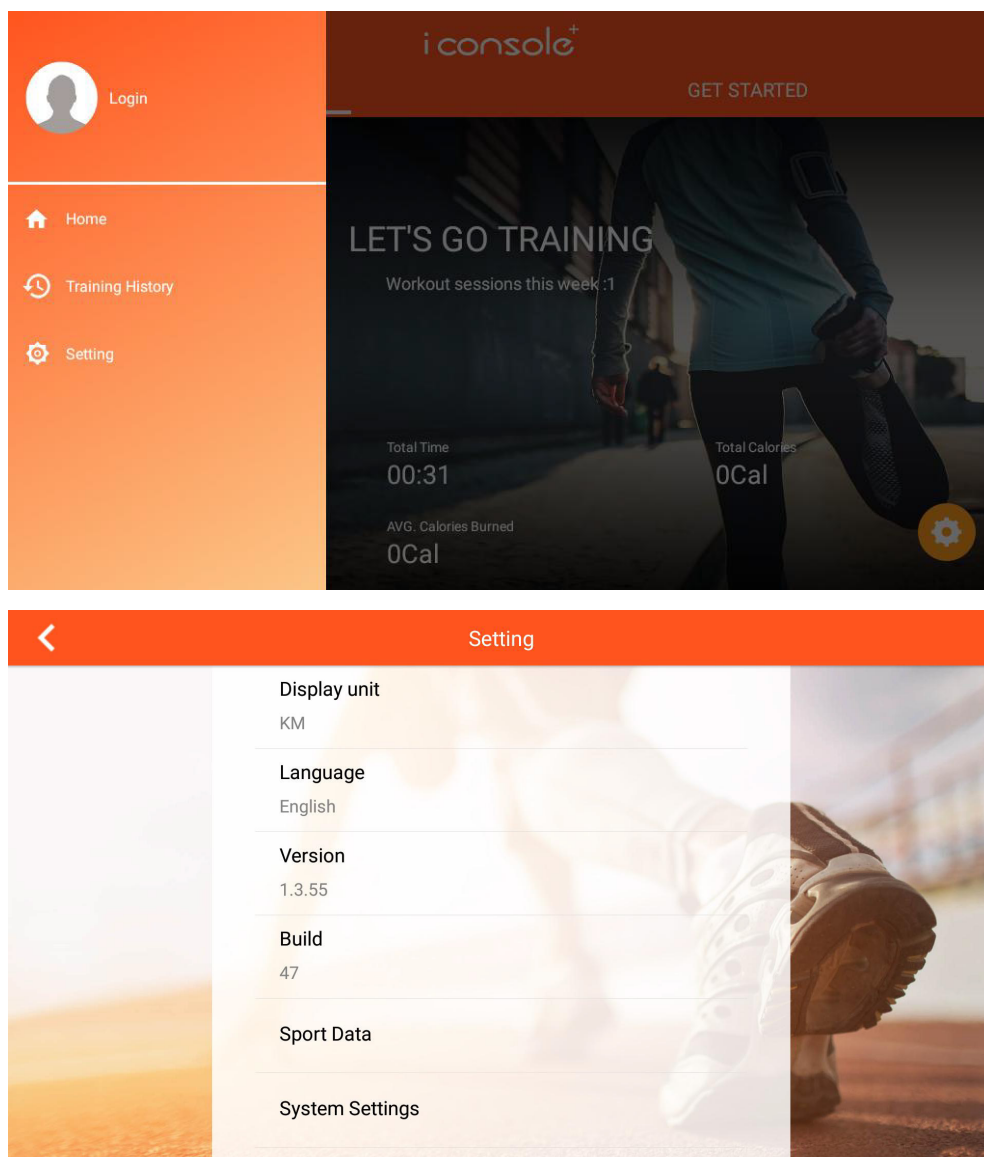 i console+
GET STARTED
Login
Home
Training History
Setting
LET'S GO TRAINING
Workout sessions this week :1
Total Time
00:31
Total Calories
0Cal
AVG. Calories Burned
0Cal
Setting
Display unit
KM
Language
English
Version
1.3.55
Build
47
Sport Data
System Settings